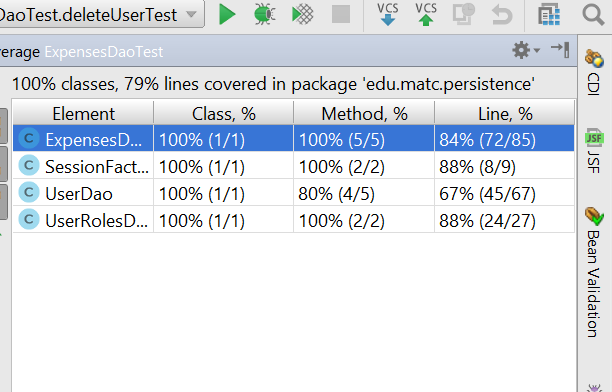 DaoTest.deleteUserTest
VCS VCS
verage ExpensesDaoTest
100% classes, 79% lines covered in package 'edu.matc.persistence'
Element Class, % Method, % Line, %
C ExpensesD... 100% (1/1) 100% (5/5) 84% (72/85)
C SessionFact... 100% (1/1) 100% (2/2) 88% (8/9)
C UserDao 100% (1/1) 80% (4/5) 67% (45/67)
C UserRolesD... 100% (1/1) 100% (2/2) 88% (24/27)
CDI
JSF
JSF
Bean Validation